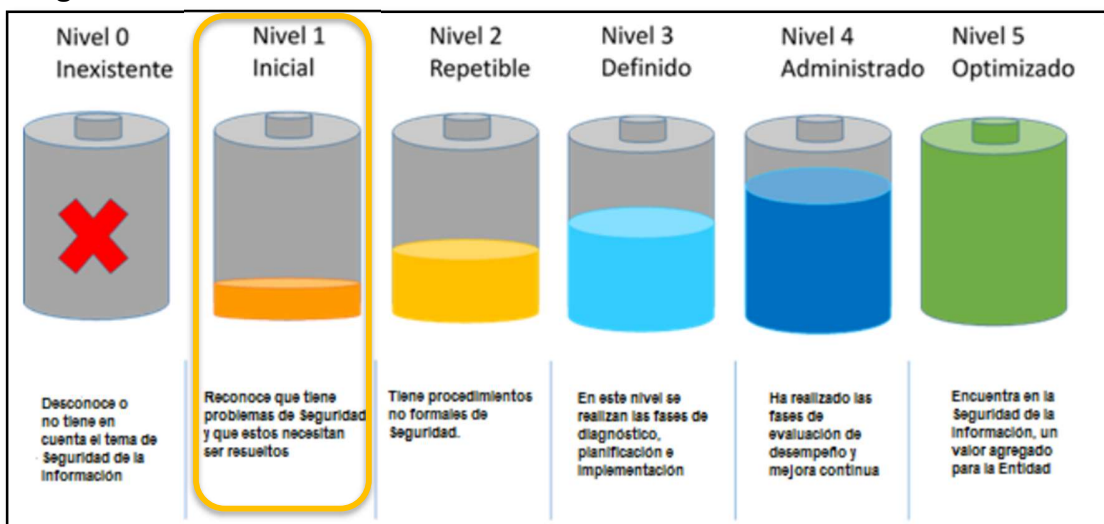 Nivel 0
Inexistente
Nivel 1
Inicial
Nivel 2
Repetible
Nivel 3
Definido
Nivel 4
Administrado
Nivel 5
Optimizado
Desconoce o
no tiene en
cuenta el tema de
Seguridad de la
Información
Reconoce que tiene
problemas de Seguridad
y que estos necesitan
ser resueltos
Tiene procedimientos
no formales de
Seguridad.
En este nivel se
realizan las fases de
diagnóstico,
planificación e
implementación
Ha realizado las
fases de
evaluación de
desempeño y
mejora continua
Encuentra en la
Seguridad de la
Información, un
valor agregado
para la Entidad